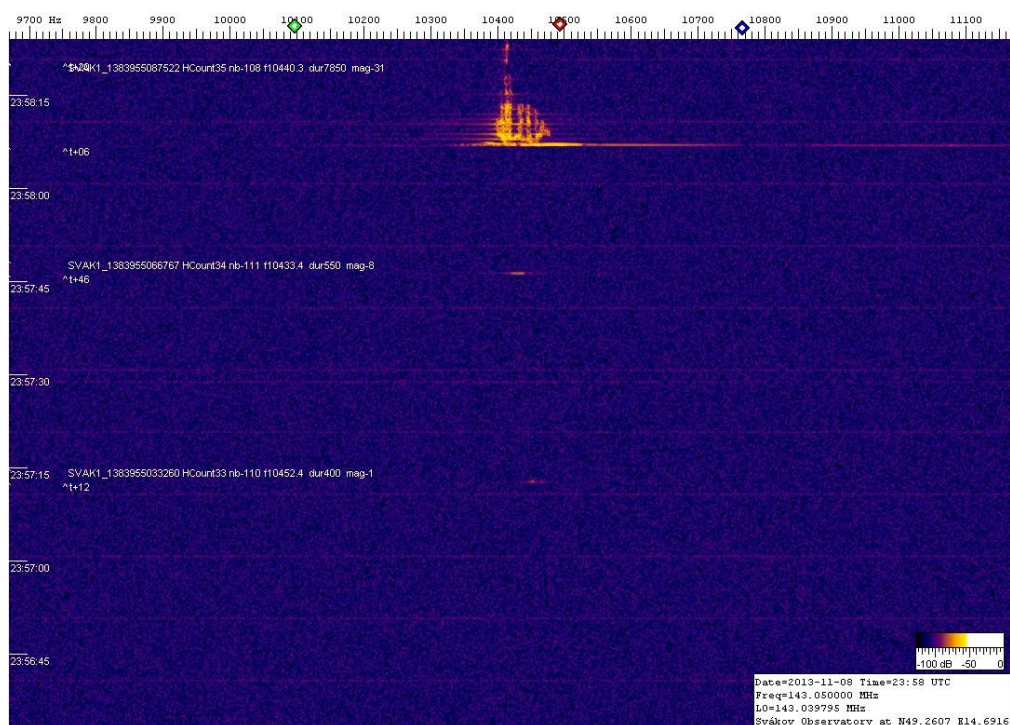 9700 Hz 9800 9900 10000 10100 10200 10300 10400 10500 10600 10700 10800 10900 11000 11100
SVAK1_1383955087522 HCount35 nb-108 f10440.3 dur7850 mag-31
23:58:15
^t+06
23:58:00
SVAK1_1383955066767 HCount34 nb-111 f10433.4 dur550 mag-8
^t+46
23:57:45
23:57:30
SVAK1_1383955033260 HCount33 nb-110 f10452.4 dur400 mag-1
23:57:15
^t+12
23:57:00
23:56:45
-100 dB -50 0
Date=2013-11-08 Time=23:58 UTC
Freq=143.050000 MHz
LO=143.039795 MHz
Svákov Observatory at N49.2607 E14.6916